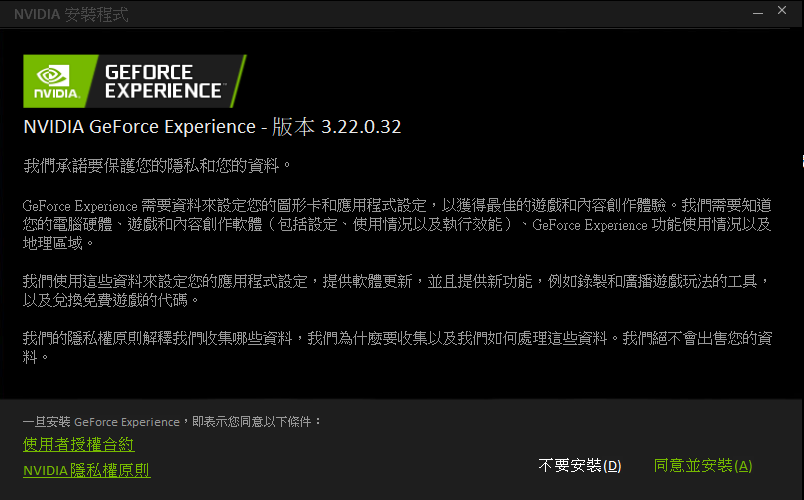 NVIDIA 安裝程式
NVIDIA.
GEFORCE
EXPERIENCE™
NVIDIA GeForce Experience - 版本 3.22.0.32
我們承諾要保護您的隱私和您的資料。
GeForce Experience 需要資料來設定您的圖形卡和應用程式設定，以獲得最佳的遊戲和內容創作體驗。我們需要知道
您的電腦硬體、遊戲和內容創作軟體（包括設定、使用情況以及執行效能）、GeForce Experience 功能使用情況以及
地理區域。
我們使用這些資料來設定您的應用程式設定，提供軟體更新，並且提供新功能，例如錄製和廣播遊戲玩法的工具，
以及兌換免費遊戲的代碼。
我們的隱私權原則解釋我們收集哪些資料，我們為什麼要收集以及我們如何處理這些資料。我們絕不會出售您的資
料。
一旦安裝 GeForce Experience，即表示您同意以下條件：
使用者授權合約
NVIDIA 隱私權原則
不要安裝(D)
同意並安裝(A)